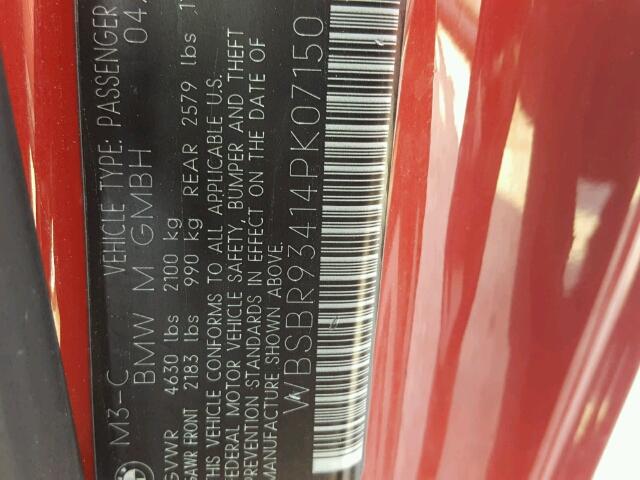 M3-C VEHICLE TYPE: PASSENGER
BMW M GMBH 04
GVWR 4630 lbs 2100 kg
GAWR FRONT 2183 lbs 990 kg REAR 2579 lbs
THIS VEHICLE CONFORMS TO ALL APPLICABLE U.S.
FEDERAL MOTOR VEHICLE SAFETY, BUMPER AND THEFT
PREVENTION STANDARDS IN EFFECT ON THE DATE OF
MANUFACTURE SHOWN ABOVE.
WBSBR93414PK07150